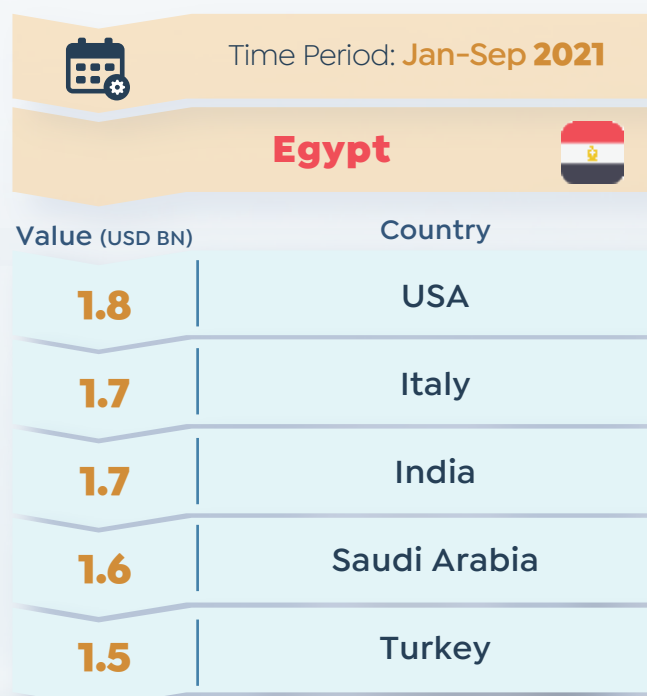 Time Period: Jan-Sep 2021
Egypt
Value (USD BN) Country
1.8 USA
1.7 Italy
1.7 India
1.6 Saudi Arabia
1.5 Turkey